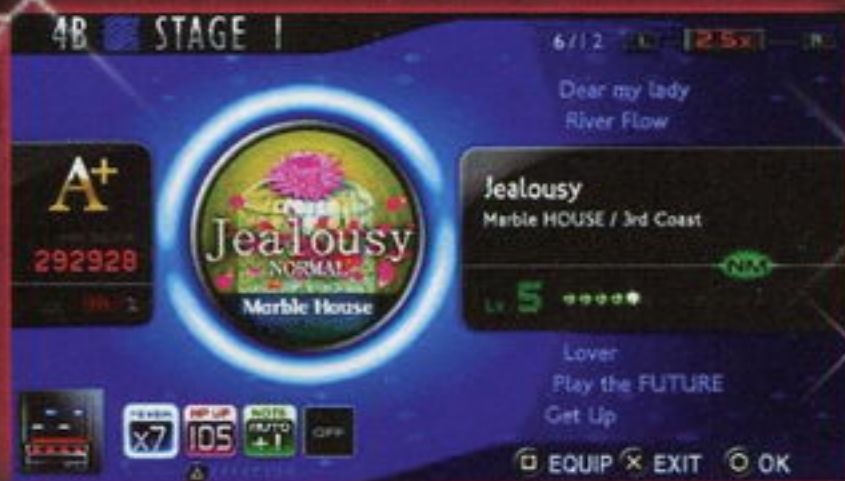 4B STAGE 1
6/12 L 2.5x R
Dear my lady
River Flow
A+
292928
Jealousy
NORMAL
Marble House
Jealousy
Marble HOUSE / 3rd Coast
NM
Lv. 5
Lover
Play the FUTURE
Get Up
x7
HP UP
105
NOTE
AUTO
+1
OFF
EQUIP EXIT OK